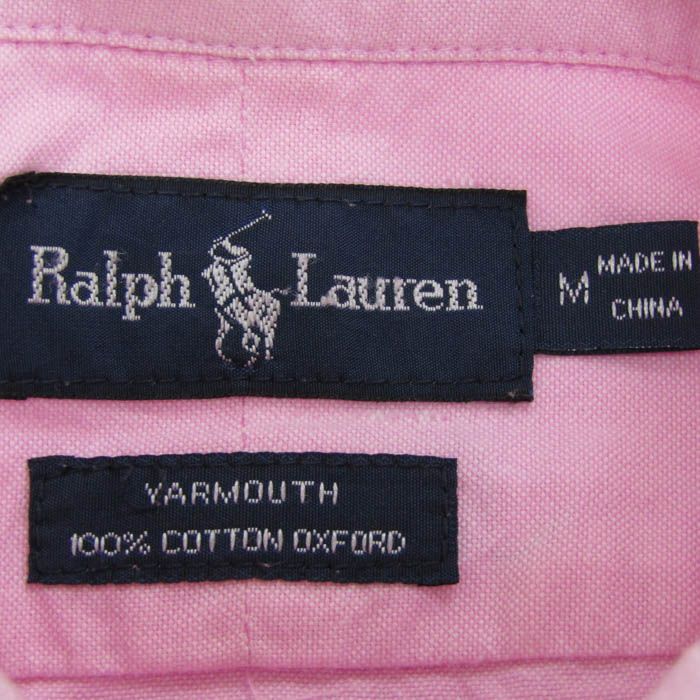 Ralph Lauren
M MADE IN
CHINA
YARMOUTH
100% COTTON OXFORD